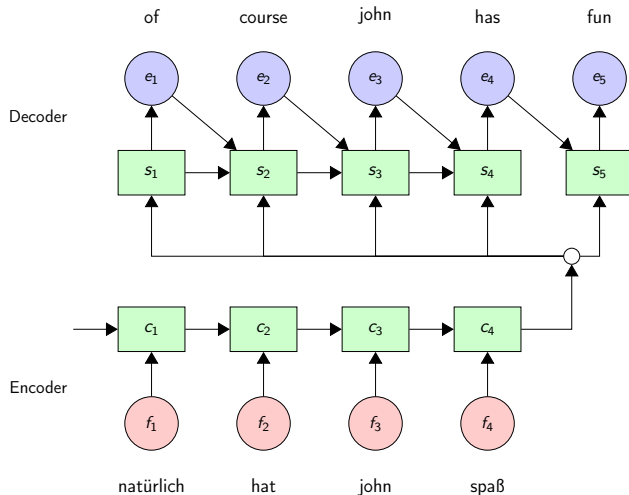 of course john has fun
e1 e2 e3 e4 e5
Decoder
s1 s2 s3 s4 s5
c1 c2 c3 c4
Encoder
f1 f2 f3 f4
natürlich hat john spaß